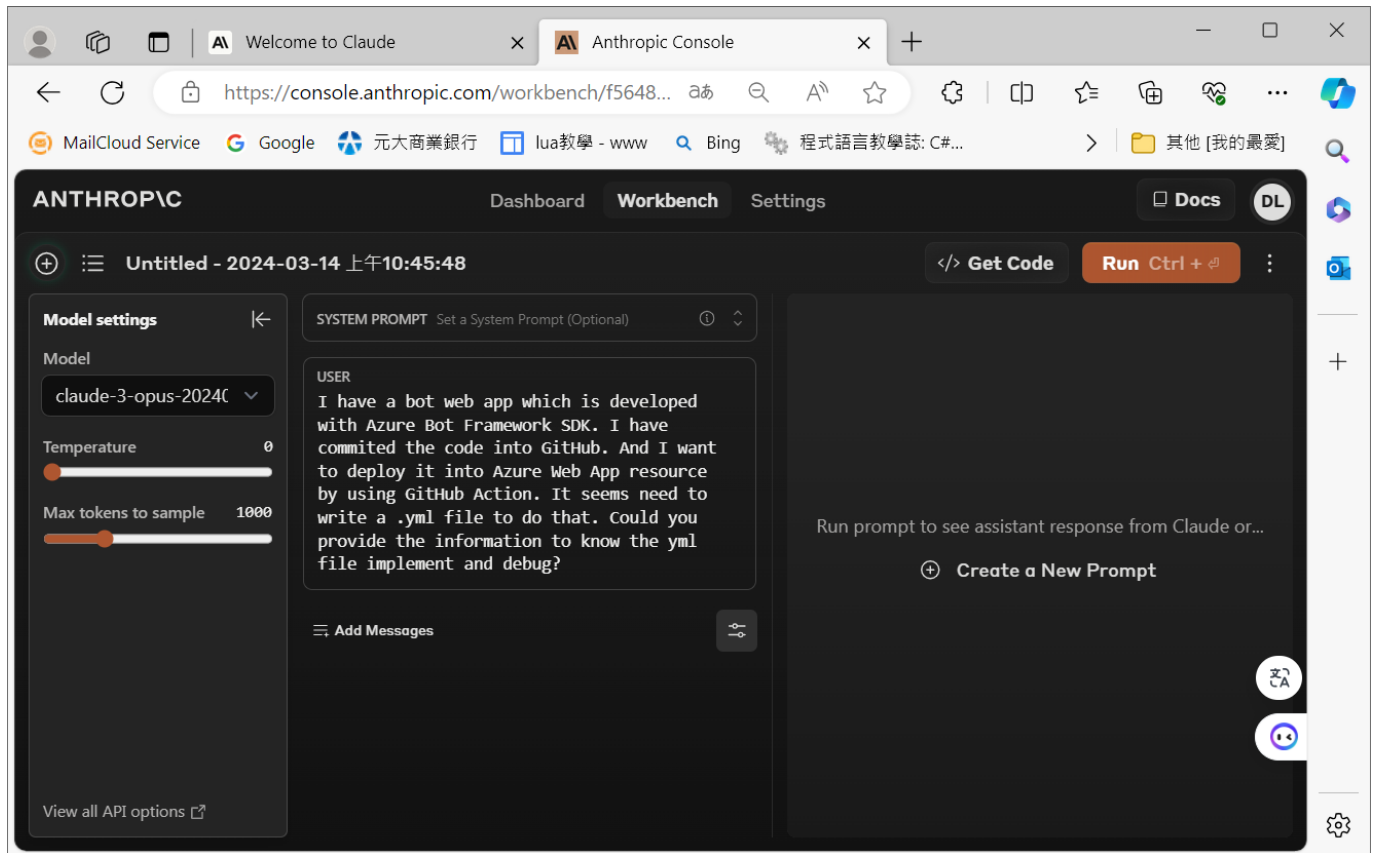 Welcome to Claude
Anthropic Console
https://console.anthropic.com/workbench/f5648...
MailCloud Service
Google
元大商業銀行
lua教學 - www
Bing
程式語言教學誌: C#...
其他 [我的最愛]
ANTHROP\C
Dashboard
Workbench
Settings
Docs
DL
Untitled - 2024-03-14 上午10:45:48
</> Get Code
Run Ctrl + ⏎
Model settings
Model
claude-3-opus-2024(
Temperature 0
Max tokens to sample 1000
View all API options
SYSTEM PROMPT Set a System Prompt (Optional)
USER
I have a bot web app which is developed
with Azure Bot Framework SDK. I have
commited the code into GitHub. And I want
to deploy it into Azure Web App resource
by using GitHub Action. It seems need to
write a .yml file to do that. Could you
provide the information to know the yml
file implement and debug?
Add Messages
Run prompt to see assistant response from Claude or...
Create a New Prompt